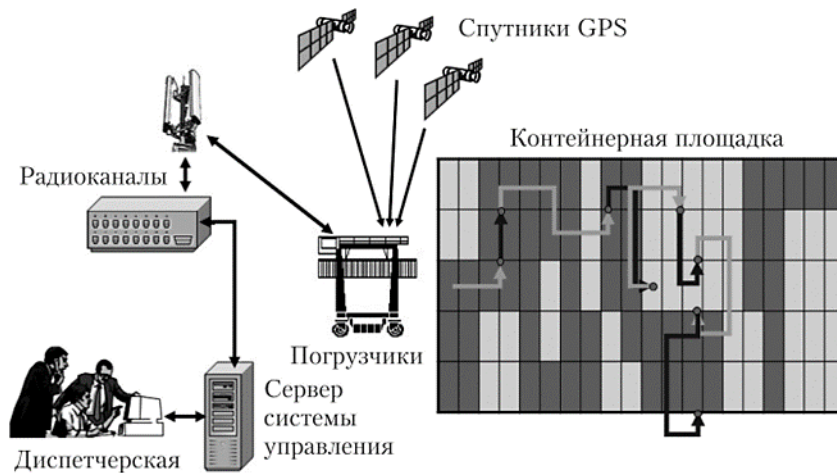 Спутники GPS
Контейнерная площадка
Радиоканалы
Погрузчики
Сервер
системы
управления
Диспетчерская